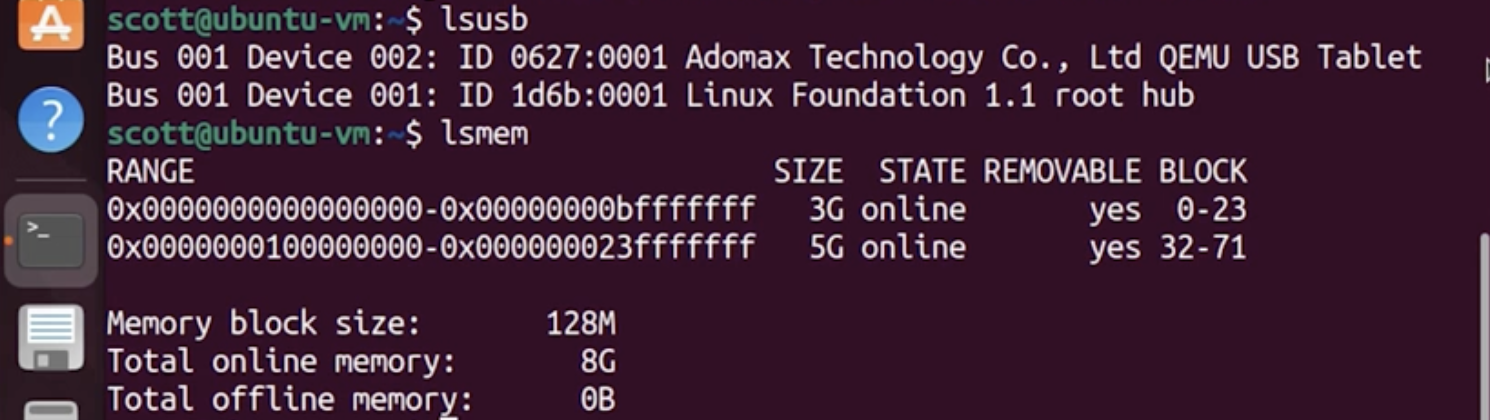 scott@ubuntu-vm:~$ lsusb
Bus 001 Device 002: ID 0627:0001 Adomax Technology Co., Ltd QEMU USB Tablet
Bus 001 Device 001: ID 1d6b:0001 Linux Foundation 1.1 root hub
scott@ubuntu-vm:~$ lsmem
RANGE SIZE STATE REMOVABLE BLOCK
0x0000000000000000-0x00000000bfffffff 3G online yes 0-23
0x0000000100000000-0x000000023fffffff 5G online yes 32-71
Memory block size: 128M
Total online memory: 8G
Total offline memory: 0B